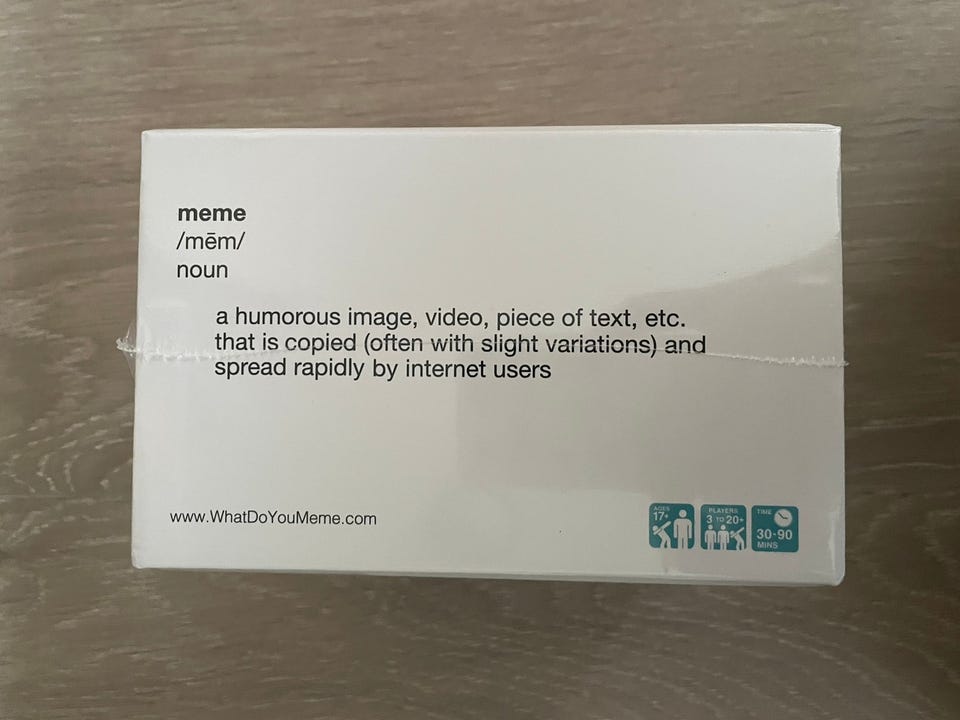 meme
/mēm/
noun
a humorous image, video, piece of text, etc.
that is copied (often with slight variations) and
spread rapidly by internet users
www.WhatDoYouMeme.com
AGES
17+
PLAYERS
3 TO 20+
TIME
30-90
MINS